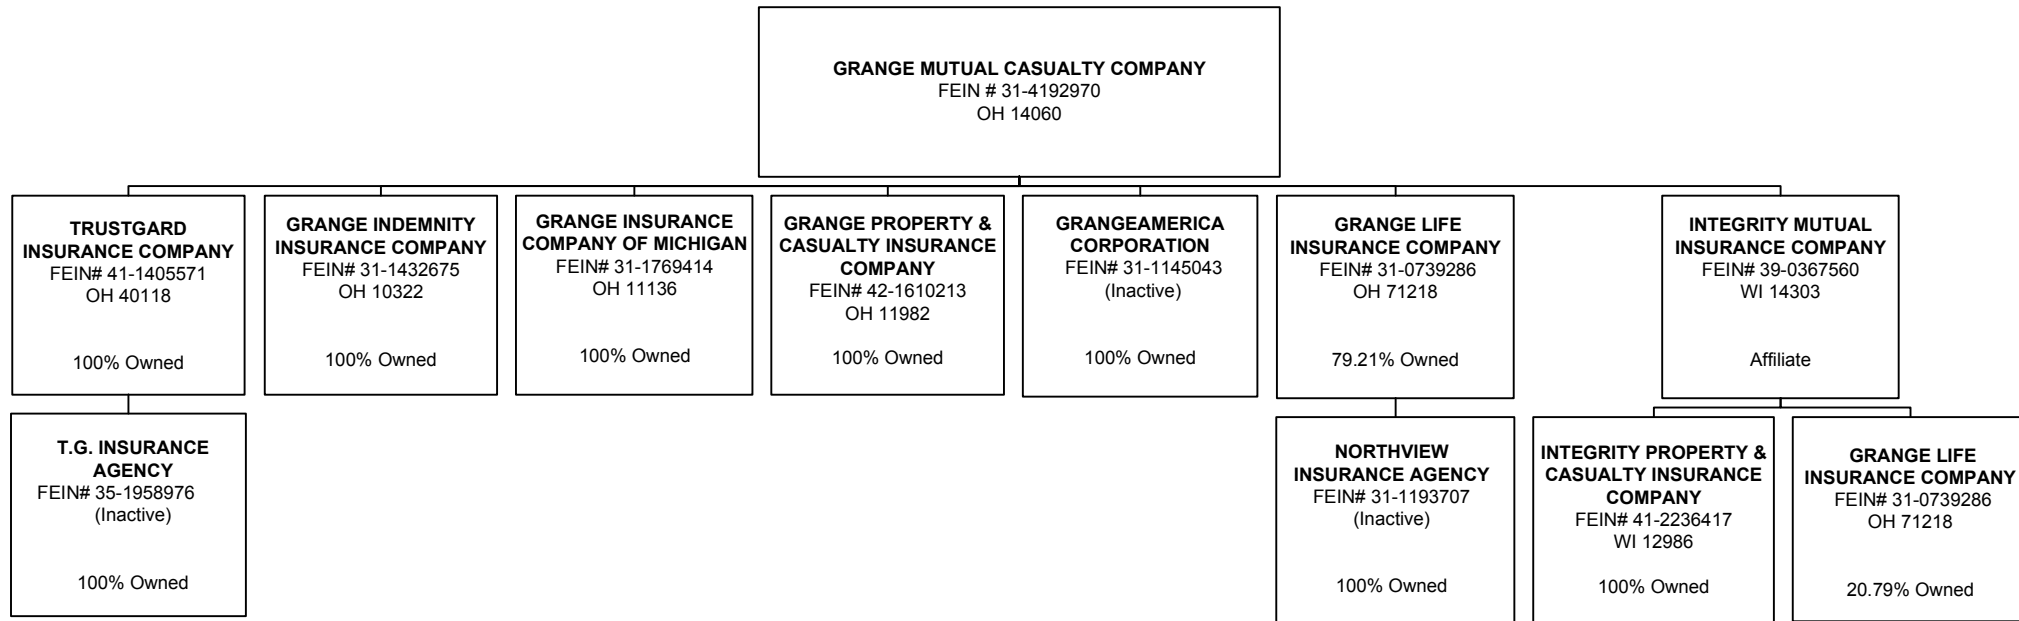 GRANGE MUTUAL CASUALTY COMPANY
FEIN # 31-4192970
OH 14060
TRUSTGARD
INSURANCE COMPANY
FEIN# 41-1405571
OH 40118
100% Owned
GRANGE INDEMNITY
INSURANCE COMPANY
FEIN# 31-1432675
OH 10322
100% Owned
GRANGE INSURANCE
COMPANY OF MICHIGAN
FEIN# 31-1769414
OH 11136
100% Owned
GRANGE PROPERTY &
CASUALTY INSURANCE
COMPANY
FEIN# 42-1610213
OH 11982
100% Owned
GRANGEAMERICA
CORPORATION
FEIN# 31-1145043
(Inactive)
100% Owned
GRANGE LIFE
INSURANCE COMPANY
FEIN# 31-0739286
OH 71218
79.21% Owned
INTEGRITY MUTUAL
INSURANCE COMPANY
FEIN# 39-0367560
WI 14303
Affiliate
T.G. INSURANCE
AGENCY
FEIN# 35-1958976
(Inactive)
100% Owned
NORTHVIEW
INSURANCE AGENCY
FEIN# 31-1193707
(Inactive)
100% Owned
INTEGRITY PROPERTY &
CASUALTY INSURANCE
COMPANY
FEIN# 41-2236417
WI 12986
100% Owned
GRANGE LIFE
INSURANCE COMPANY
FEIN# 31-0739286
OH 71218
20.79% Owned